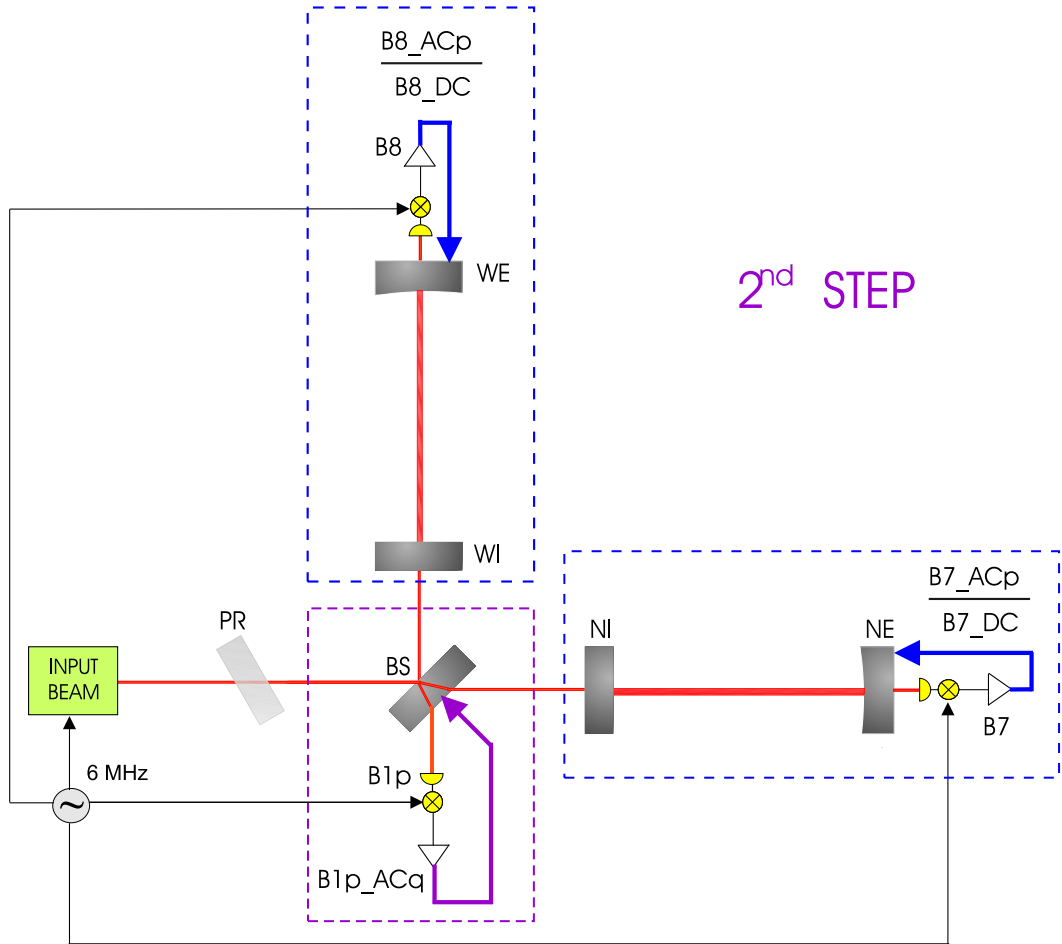 B8_ACp
B8_DC
B8
WE
2nd STEP
WI
B7_ACp
B7_DC
PR
NI
NE
BS
INPUT
BEAM
B7
6 MHz
B1p
~
B1p_ACq